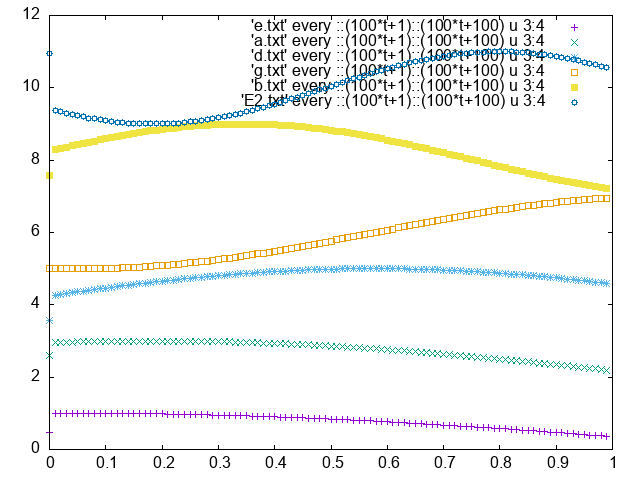 12
10
8
6
4
2
0
'e.txt' every ::(100*t+1)::(100*t+100) u 3:4
'a.txt' every ::(100*t+1)::(100*t+100) u 3:4
'd.txt' every ::(100*t+1)::(100*t+100) u 3:4
'g.txt' every ::(100*t+1)::(100*t+100) u 3:4
'b.txt' every ::(100*t+1)::(100*t+100) u 3:4
'E2.txt' every ::(100*t+1)::(100*t+100) u 3:4
0 0.1 0.2 0.3 0.4 0.5 0.6 0.7 0.8 0.9 1